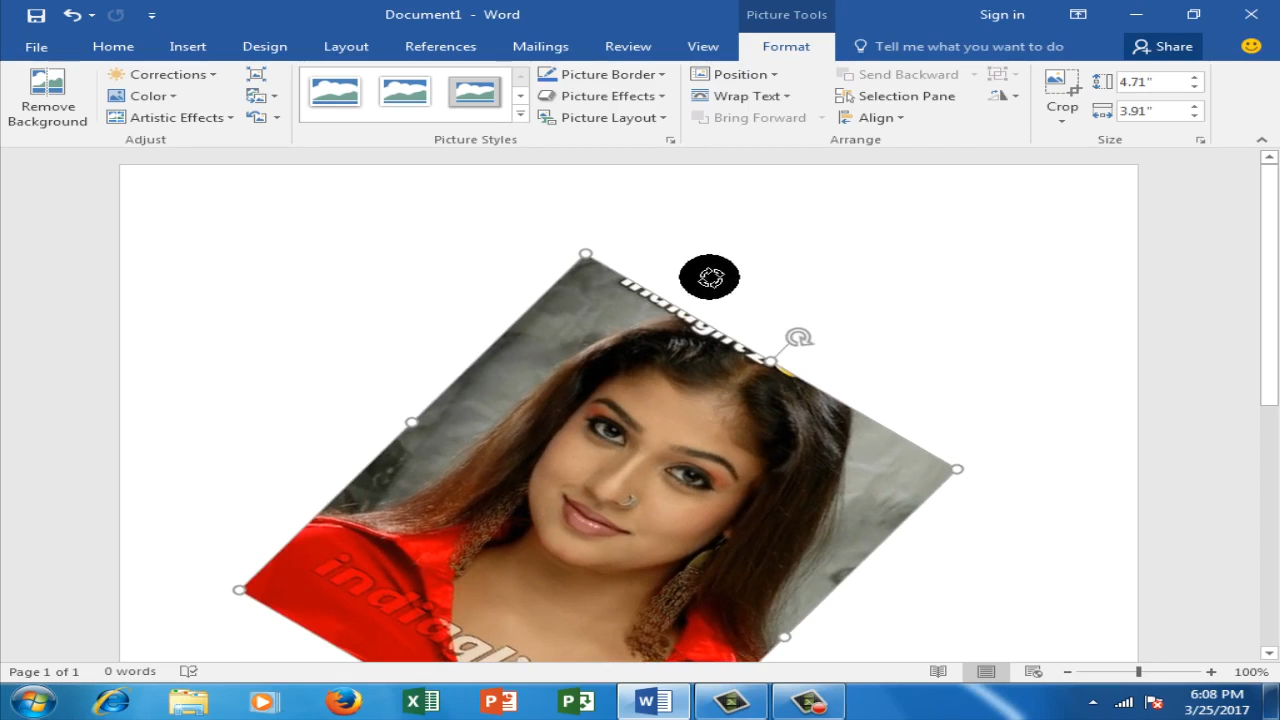 Document1 - Word
Picture Tools
Sign in
File
Home
Insert
Design
Layout
References
Mailings
Review
View
Format
Tell me what you want to do
Share
Remove Background
Corrections
Color
Artistic Effects
Adjust
Picture Border
Picture Effects
Picture Layout
Picture Styles
Position
Wrap Text
Bring Forward
Send Backward
Selection Pane
Align
Arrange
Crop
4.71"
3.91"
Size
indiaglitz
indiagli
Page 1 of 1
0 words
100%
6:08 PM
3/25/2017